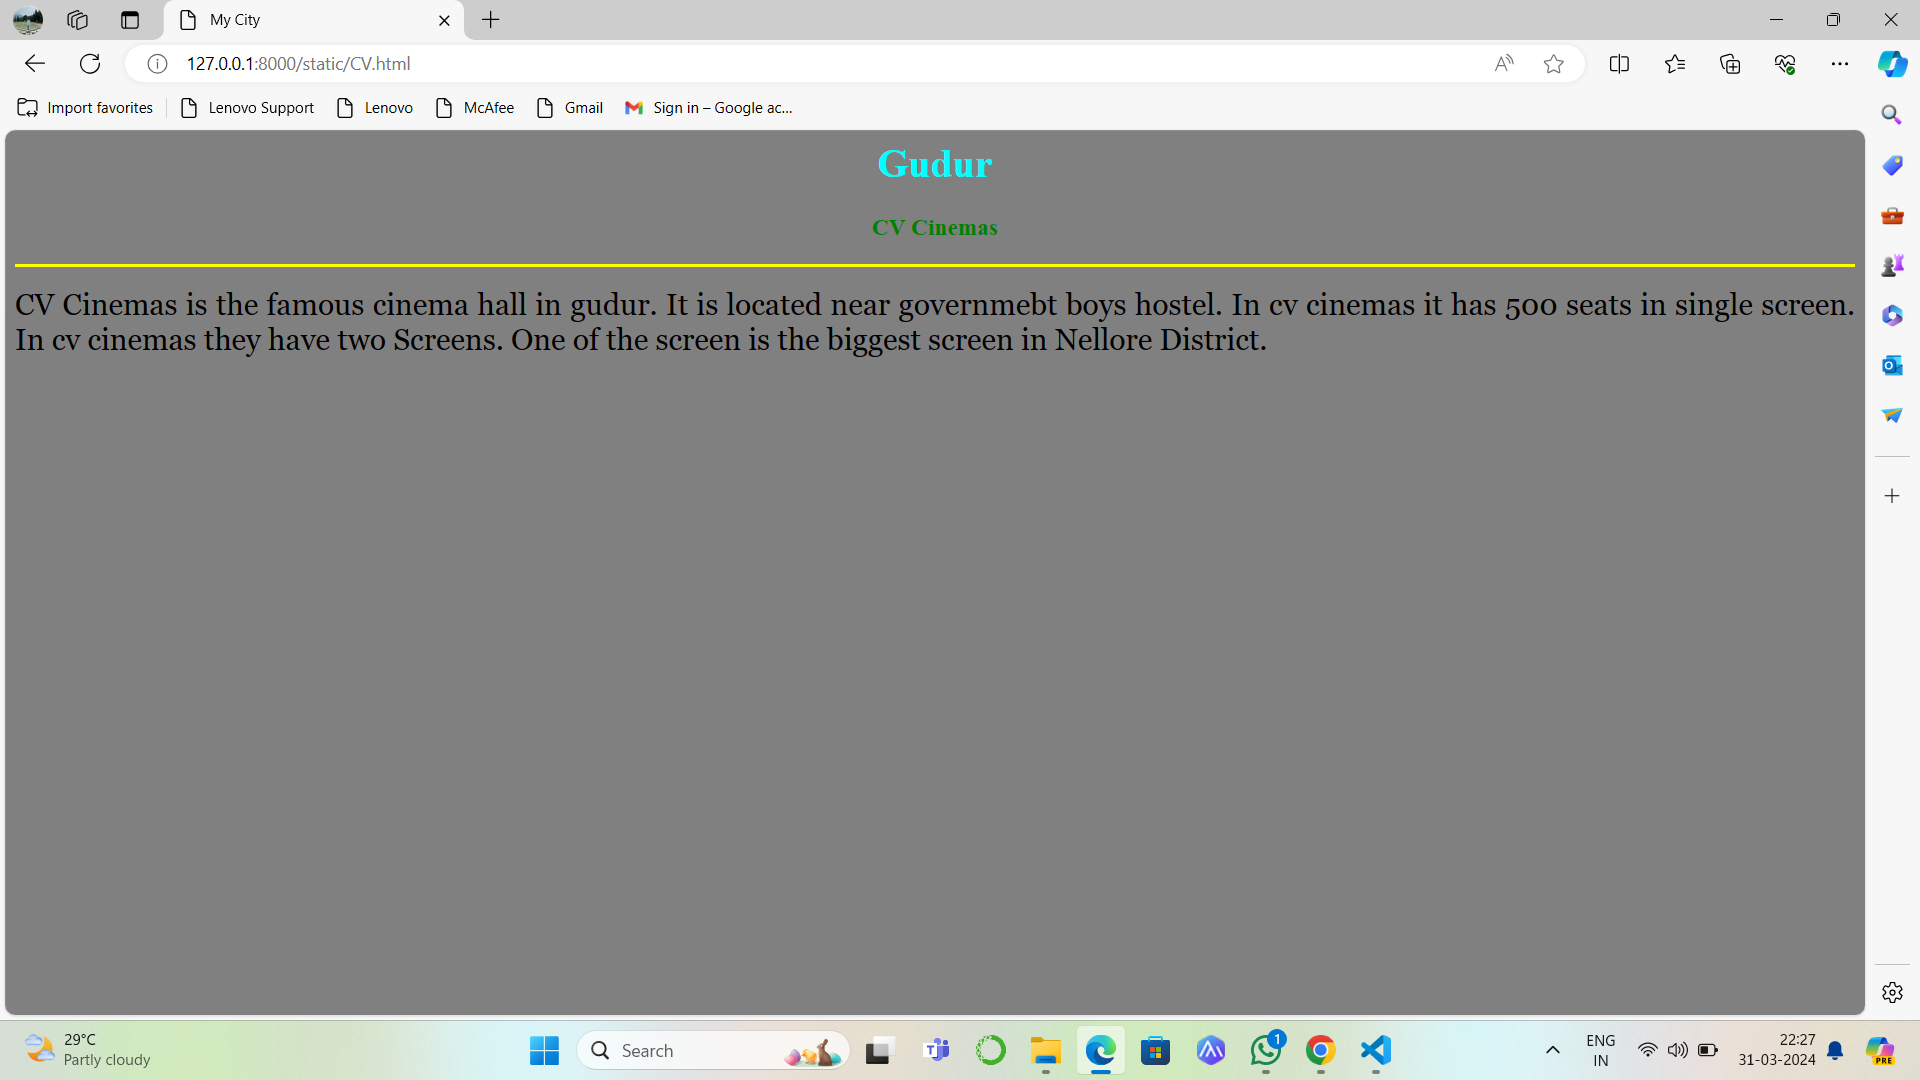 My City
127.0.0.1:8000/static/CV.html
Import favorites Lenovo Support Lenovo McAfee Gmail Sign in – Google ac...
Gudur
CV Cinemas
CV Cinemas is the famous cinema hall in gudur. It is located near governmebt boys hostel. In cv cinemas it has 500 seats in single screen.
In cv cinemas they have two Screens. One of the screen is the biggest screen in Nellore District.
29°C
Partly cloudy
Search
1
ENG
IN
22:27
31-03-2024
PRE